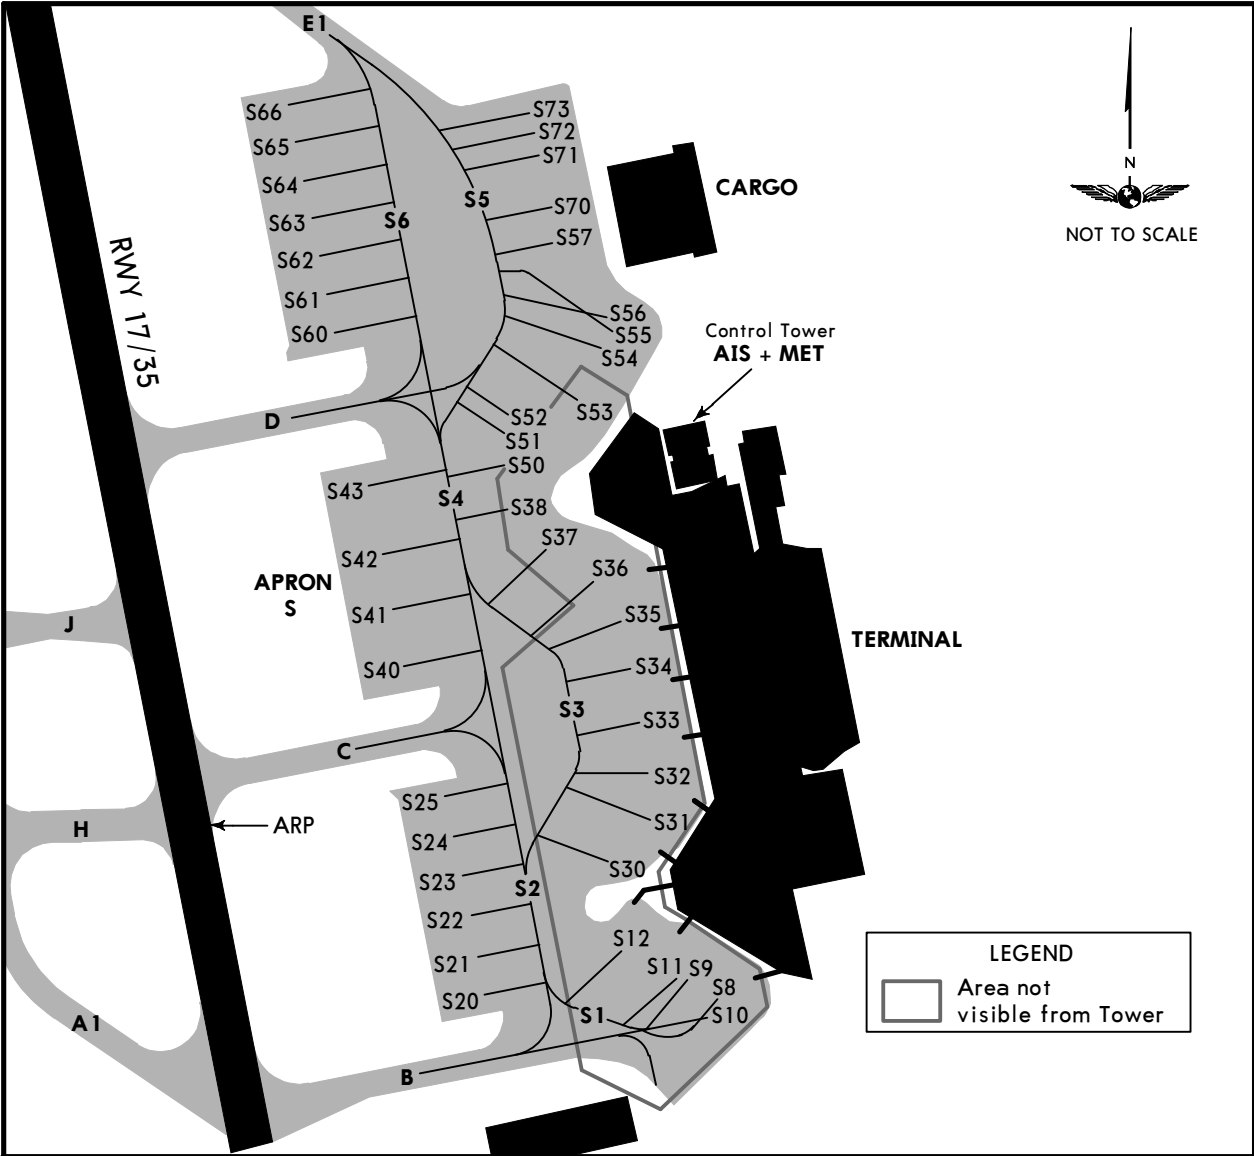 E1
S66
S73
S72
S65
S71
S64
CARGO
N
S5
S70
S63
S6
NOT TO SCALE
S57
S62
RWY 17/35
S61
S56
S60
S55
Control Tower
AIS + MET
S54
S53
D
S52
S51
S50
S43
S4
S38
S37
S42
S36
APRON
S
S41
S35
J
TERMINAL
S40
S34
S3
S33
C
S32
S25
S31
ARP
H
S24
S30
S23
S2
S22
S12
S21
S11
S9
S8
S20
S1
S10
A1
B
LEGEND
Area not
visible from Tower